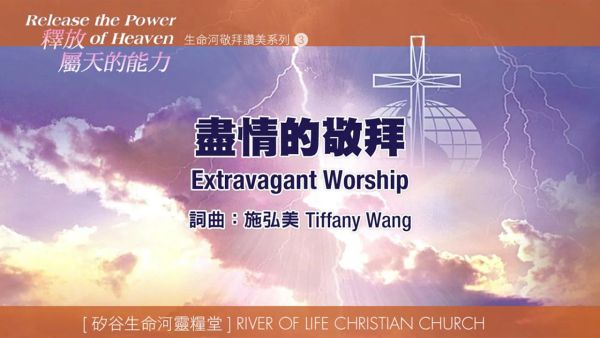 Release the Power
釋放 of Heaven
屬天的能力
生命河敬拜讚美系列 3
盡情的敬拜
Extravagant Worship
詞曲：施弘美 Tiffany Wang
[ 矽谷生命河靈糧堂 ] RIVER OF LIFE CHRISTIAN CHURCH